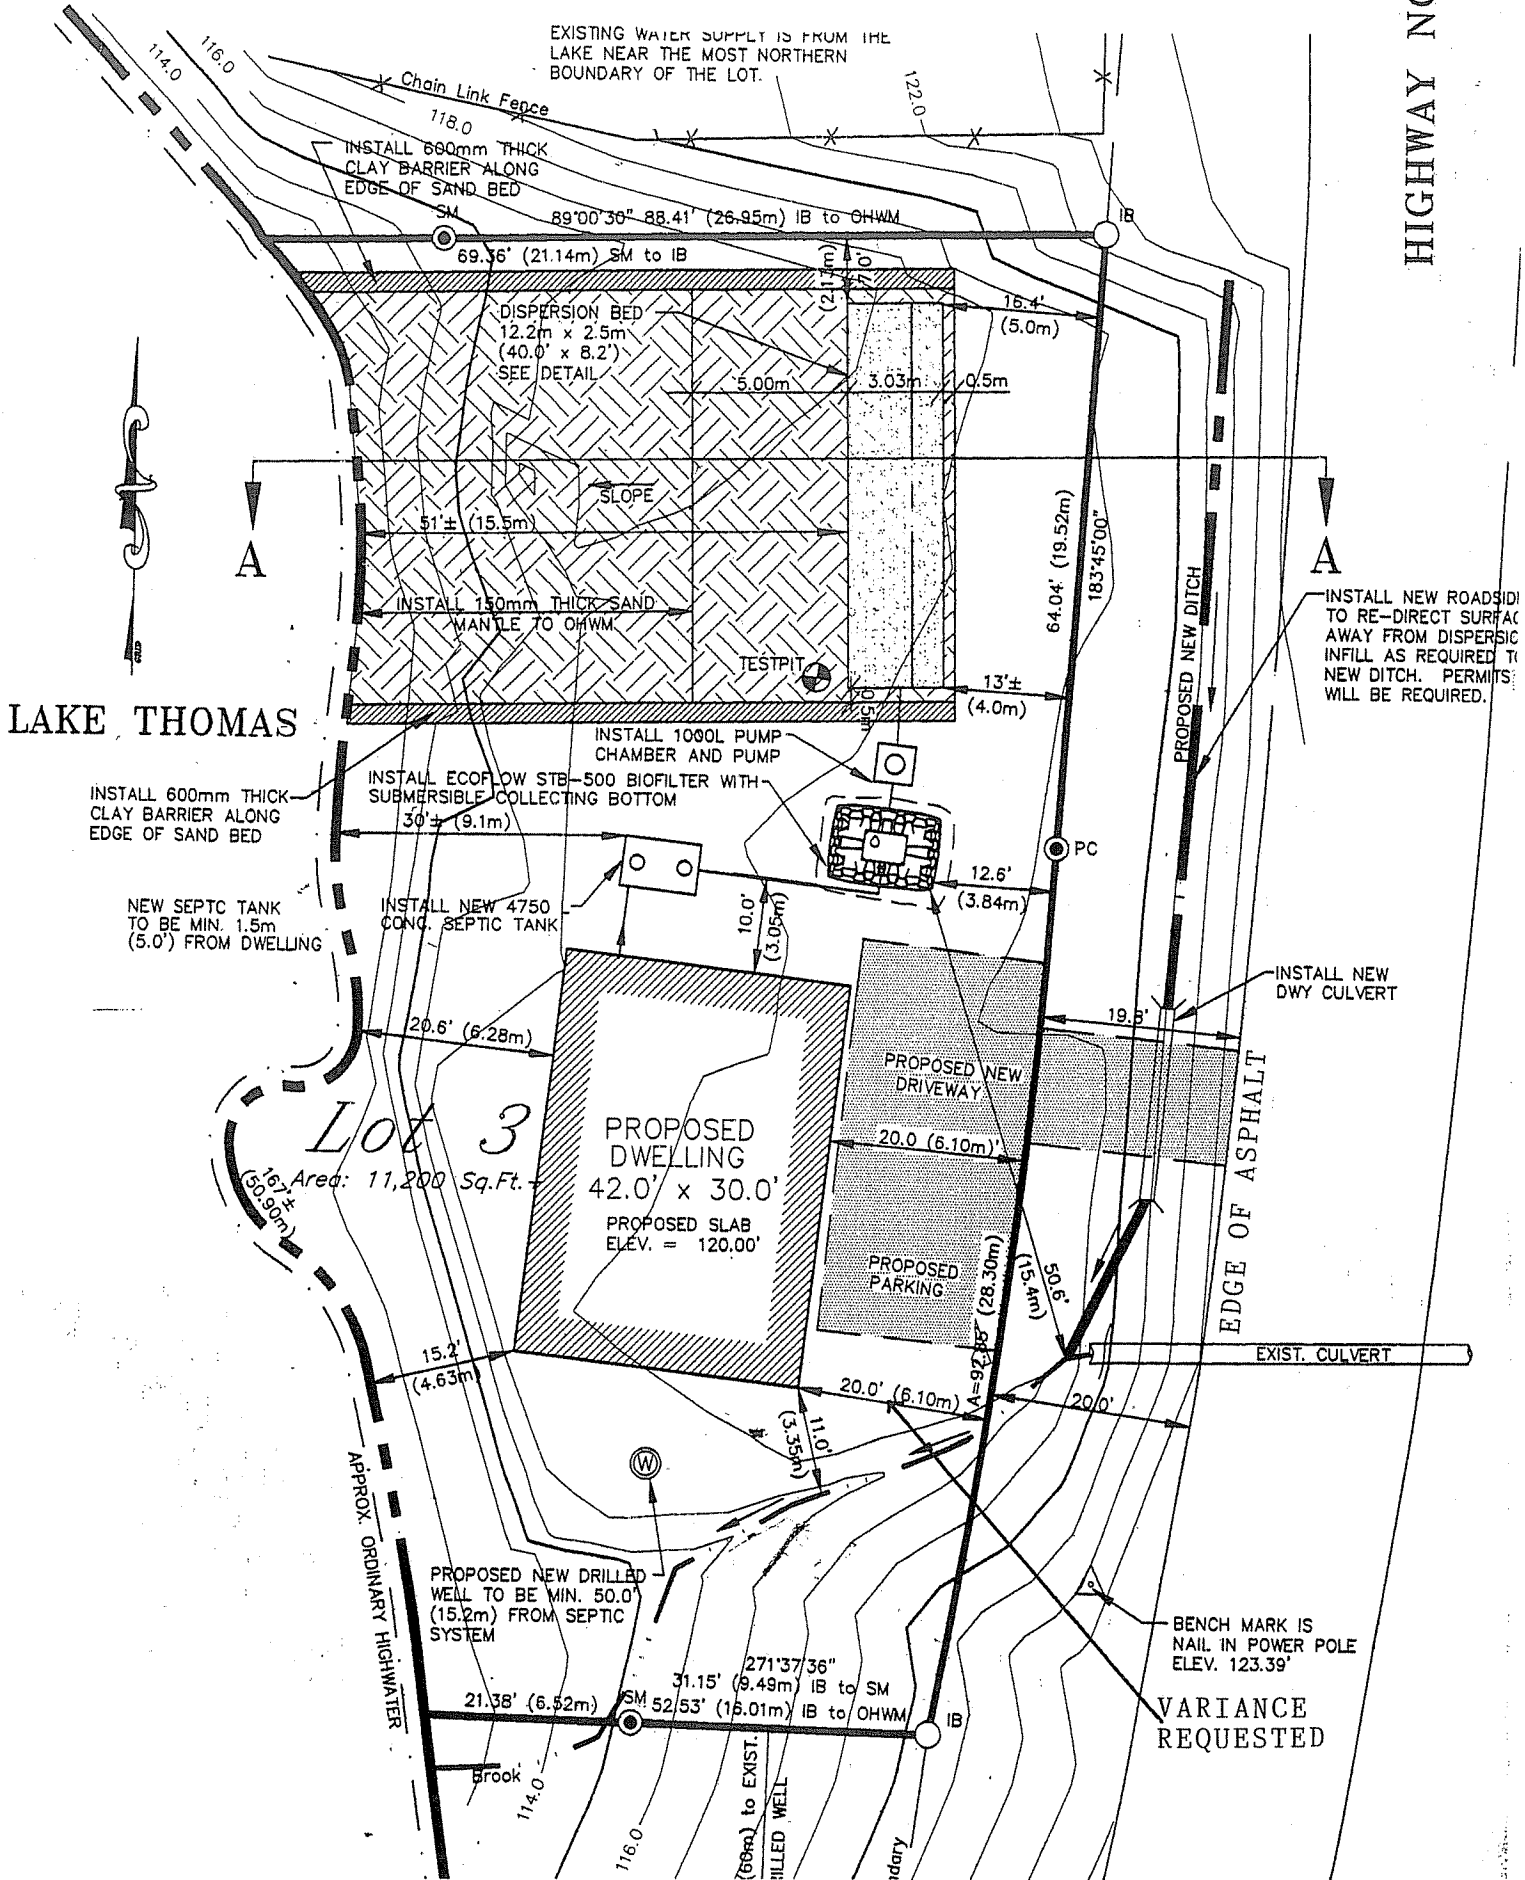 EXISTING WATER SUPPLY IS FROM THE
LAKE NEAR THE MOST NORTHERN
BOUNDARY OF THE LOT.
HIGHWAY NO
114.0
116.0
Chain Link Fence
118.0
122.0
INSTALL 600mm THICK
CLAY BARRIER ALONG
EDGE OF SAND BED
SM
89°00'30" 88.41' (26.95m) IB to OHWM
IB
69.36' (21.14m) SM to IB
(2.1m)
DISPERSION BED
12.2m x 2.5m
(40.0' x 8.2')
SEE DETAIL
16.4'
(5.0m)
5.00m
3.03m
0.5m
SLOPE
51'± (15.5m)
A
A
64.04' (19.52m)
183°45'00"
PROPOSED NEW DITCH
INSTALL NEW ROADSID
TO RE-DIRECT SURFAC
AWAY FROM DISPERSIO
INFILL AS REQUIRED TO
NEW DITCH. PERMITS
WILL BE REQUIRED.
INSTALL 150mm THICK SAND
MANTLE TO OHWM
TESTPIT
GRID
LAKE THOMAS
13'±
(4.0m)
0.5m
INSTALL 1000L PUMP
CHAMBER AND PUMP
INSTALL ECOFLOW STB-500 BIOFILTER WITH
SUBMERSIBLE COLLECTING BOTTOM
INSTALL 600mm THICK
CLAY BARRIER ALONG
EDGE OF SAND BED
30'± (9.1m)
PC
12.6'
(3.84m)
NEW SEPTC TANK
TO BE MIN. 1.5m
(5.0') FROM DWELLING
INSTALL NEW 4750
CONC. SEPTIC TANK
10.0'
(3.05m)
INSTALL NEW
DWY CULVERT
20.6' (6.28m)
19.8'
PROPOSED NEW
DRIVEWAY
Lot 3
Area: 11,200 Sq.Ft.
167'±
(50.90m)
PROPOSED
DWELLING
42.0' x 30.0'
PROPOSED SLAB
ELEV. = 120.00'
20.0 (6.10m)'
EDGE OF ASPHALT
PROPOSED
PARKING
A=92.86' (28.30m)
50.6'
(15.4m)
EXIST. CULVERT
15.2'
(4.63m)
20.0' (6.10m)
20.0'
11.0'
(3.35m)
W
APPROX. ORDINARY HIGHWATER
PROPOSED NEW DRILLED
WELL TO BE MIN. 50.0'
(15.2m) FROM SEPTIC
SYSTEM
BENCH MARK IS
NAIL IN POWER POLE
ELEV. 123.39'
271°37'36"
31.15' (9.49m) IB to SM
21.38' (6.52m)
SM
52.53' (16.01m) IB to OHWM
IB
VARIANCE
REQUESTED
Brook
114.0
116.0
(60m) to EXIST.
ILLED WELL
ndary